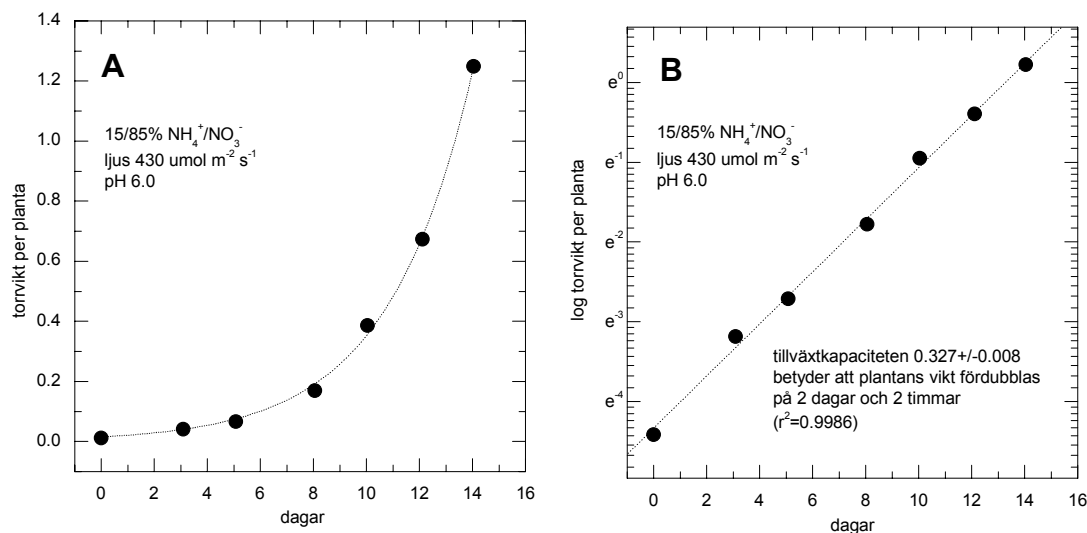 A
15/85% NH₄⁺/NO₃⁻
ljus 430 umol m⁻² s⁻¹
pH 6.0
torrvikt per planta
1.4
1.2
1.0
0.8
0.6
0.4
0.2
0.0
0 2 4 6 8 10 12 14 16
dagar
B
15/85% NH₄⁺/NO₃⁻
ljus 430 umol m⁻² s⁻¹
pH 6.0
log torrvikt per planta
e⁰
e⁻¹
e⁻²
e⁻³
e⁻⁴
tillväxtkapaciteten 0.327+/-0.008
betyder att plantans vikt fördubblas
på 2 dagar och 2 timmar
(r²=0.9986)
0 2 4 6 8 10 12 14 16
dagar